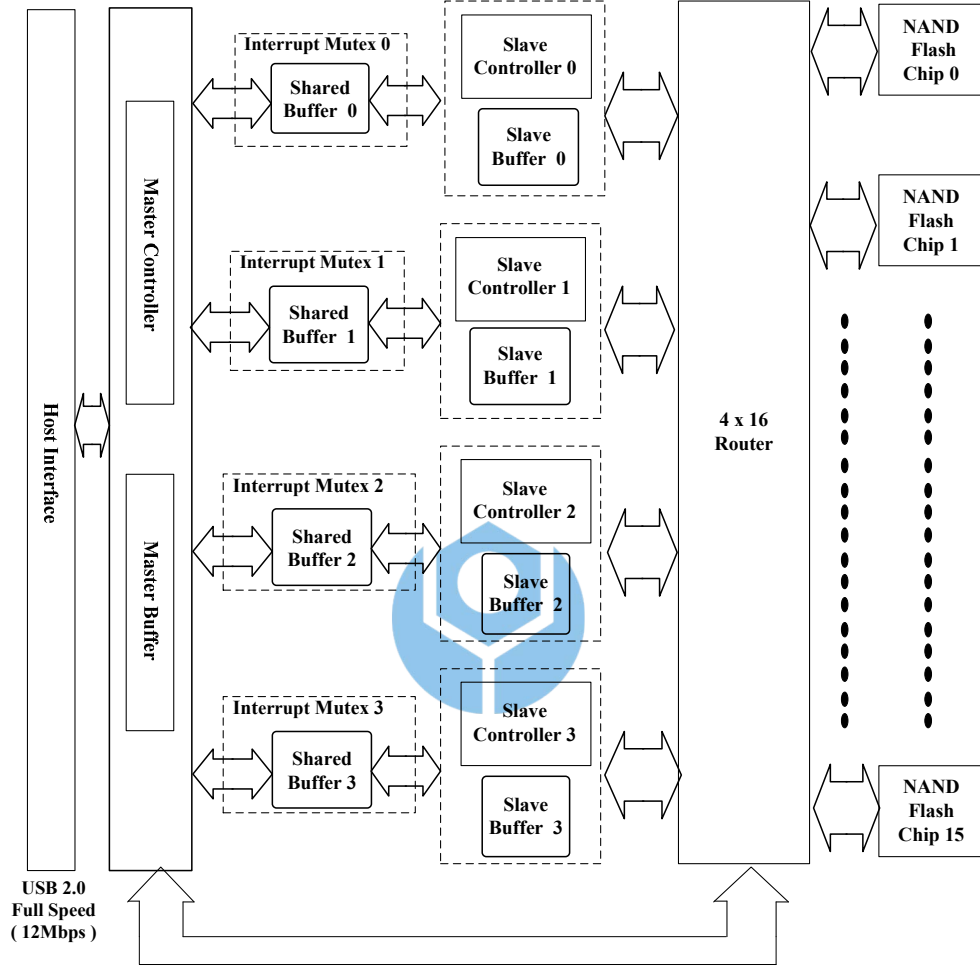 Host Interface
USB 2.0
Full Speed
( 12Mbps )
Master Controller
Master Buffer
Interrupt Mutex 0
Shared
Buffer 0
Slave
Controller 0
Slave
Buffer 0
Interrupt Mutex 1
Shared
Buffer 1
Slave
Controller 1
Slave
Buffer 1
Interrupt Mutex 2
Shared
Buffer 2
Slave
Controller 2
Slave
Buffer 2
Interrupt Mutex 3
Shared
Buffer 3
Slave
Controller 3
Slave
Buffer 3
4 x 16
Router
NAND
Flash
Chip 0
NAND
Flash
Chip 1
NAND
Flash
Chip 15